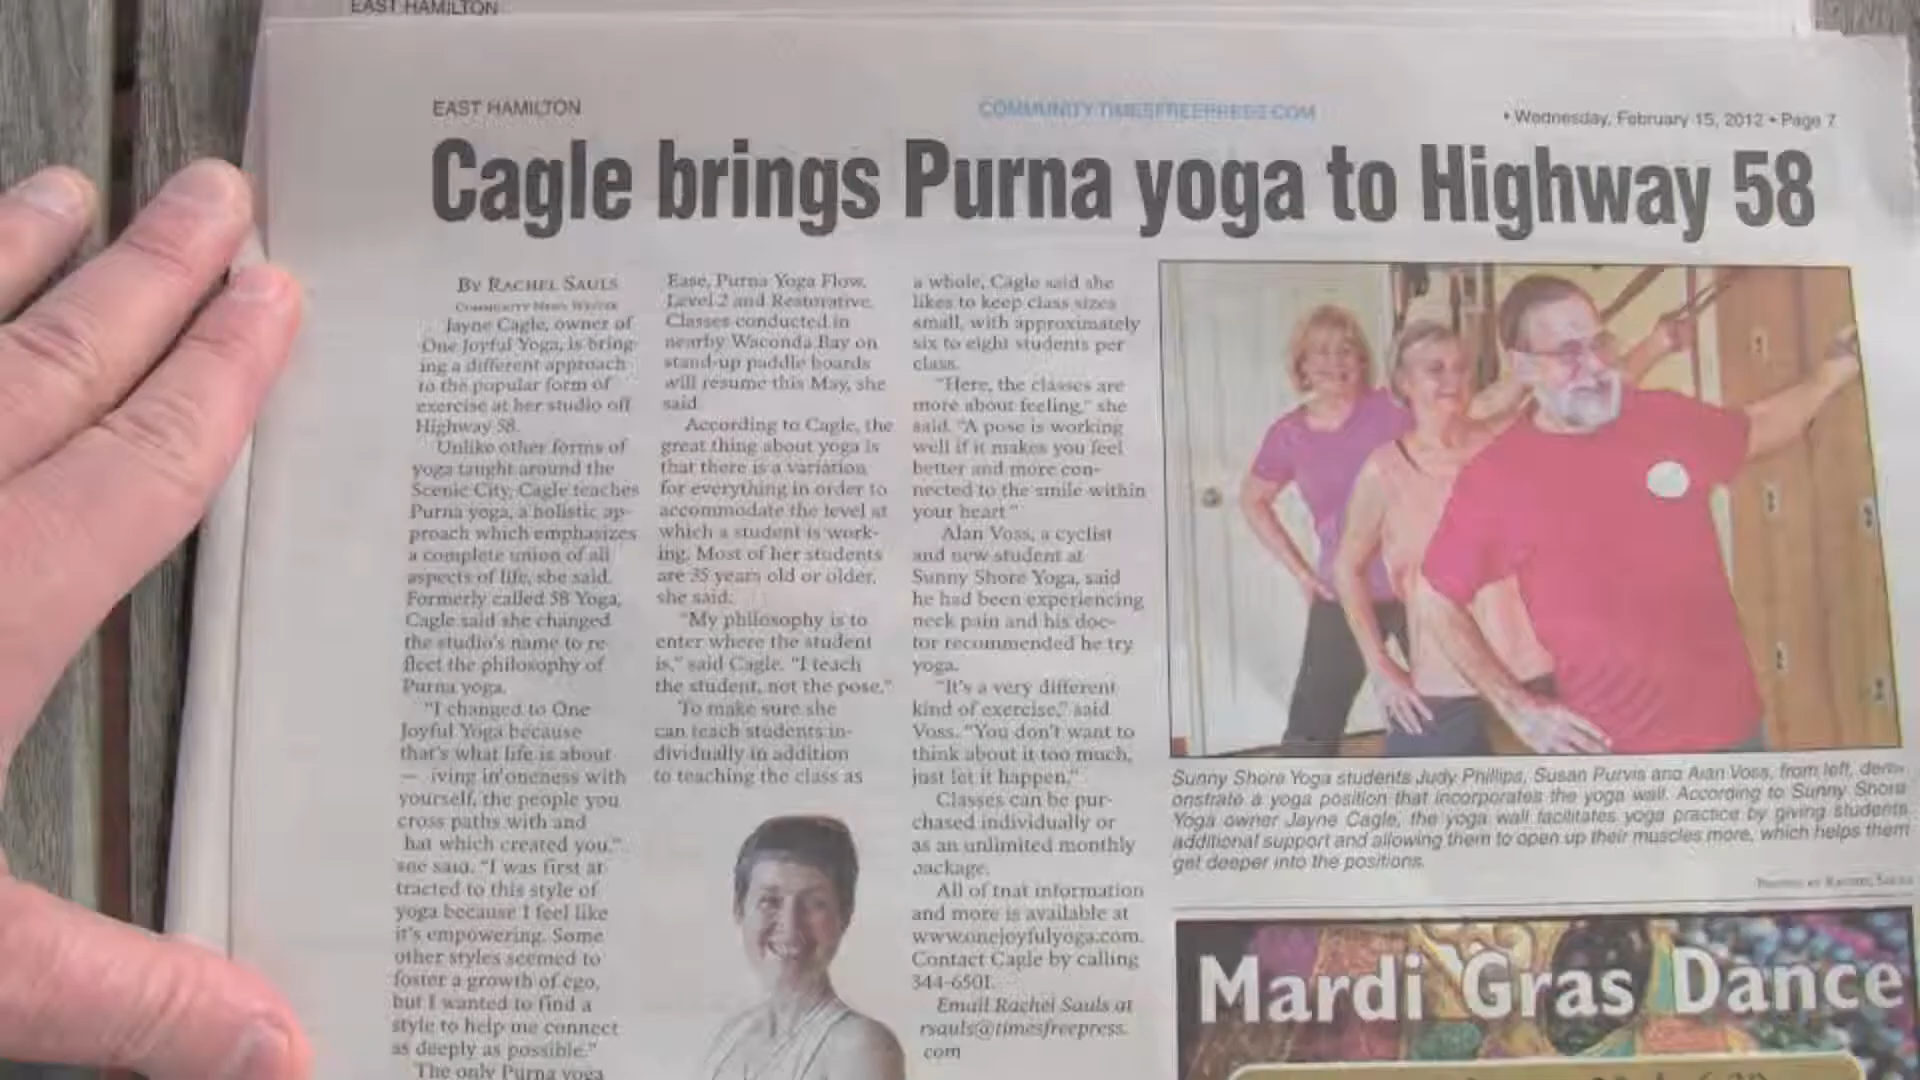 EAST HAMILTON
EAST HAMILTON
COMMUNITY.TIMESFREEPRESS.COM
• Wednesday, February 15, 2012 • Page 7
Cagle brings Purna yoga to Highway 58
BY RACHEL SAULS
COMMUNITY NEWS WRITER
Jayne Cagle, owner of
One Joyful Yoga, is bring-
ing a different approach
to the popular form of
exercise at her studio off
Highway 58.
Unlike other forms of
yoga taught around the
Scenic City, Cagle teaches
Purna yoga, a holistic ap-
proach which emphasizes
a complete union of all
aspects of life, she said.
Formerly called 58 Yoga,
Cagle said she changed
the studio's name to re-
flect the philosophy of
Purna yoga.
"I changed to One
Joyful Yoga because
that's what life is about
— iving in oneness with
yourself, the people you
cross paths with and
hat which created you,"
she said. "I was first at-
tracted to this style of
yoga because I feel like
it's empowering. Some
other styles seemed to
foster a growth of ego,
but I wanted to find a
style to help me connect
as deeply as possible."
The only Purna yoga
Ease, Purna Yoga Flow,
Level 2 and Restorative.
Classes conducted in
nearby Waconda Bay on
stand-up paddle boards
will resume this May, she
said.
According to Cagle, the
great thing about yoga is
that there is a variation
for everything in order to
accommodate the level at
which a student is work-
ing. Most of her students
are 35 years old or older,
she said.
"My philosophy is to
enter where the student
is," said Cagle. "I teach
the student, not the pose."
To make sure she
can teach students in-
dividually in addition
to teaching the class as
a whole, Cagle said she
likes to keep class sizes
small, with approximately
six to eight students per
class.
"Here, the classes are
more about feeling," she
said. "A pose is working
well if it makes you feel
better and more con-
nected to the smile within
your heart."
Alan Voss, a cyclist
and new student at
Sunny Shore Yoga, said
he had been experiencing
neck pain and his doc-
tor recommended he try
yoga.
"It's a very different
kind of exercise," said
Voss. "You don't want to
think about it too much,
just let it happen."
Classes can be pur-
chased individually or
as an unlimited monthly
package.
All of that information
and more is available at
www.onejoyfulyoga.com.
Contact Cagle by calling
344-6501.
Email Rachel Sauls at
rsauls@timesfreepress.
com
Sunny Shore Yoga students Judy Phillips, Susan Purvis and Alan Voss, from left, dem-
onstrate a yoga position that incorporates the yoga wall. According to Sunny Shore
Yoga owner Jayne Cagle, the yoga wall facilitates yoga practice by giving students
additional support and allowing them to open up their muscles more, which helps them
get deeper into the positions.
Mardi Gras Dance